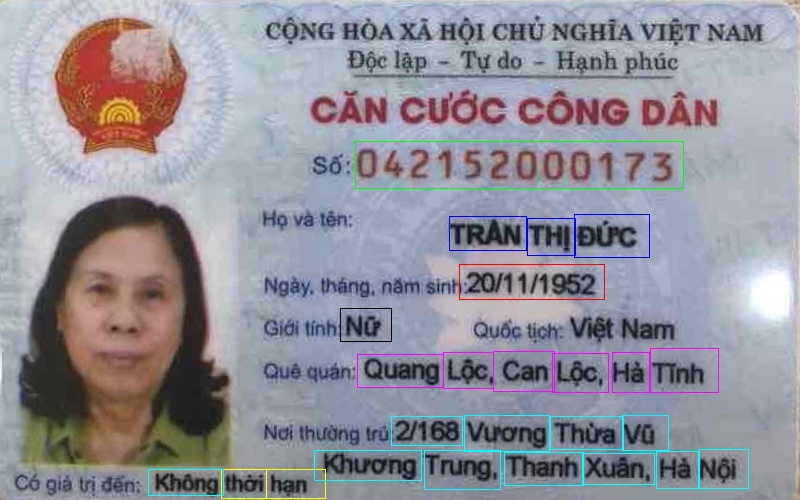 CỘNG HÒA XÃ HỘI CHỦ NGHĨA VIỆT NAM
Độc lập - Tự do - Hạnh phúc
CĂN CƯỚC CÔNG DÂN
Số: 042152000173
Họ và tên: TRẦN THỊ ĐỨC
Ngày, tháng, năm sinh: 20/11/1952
Giới tính: Nữ Quốc tịch: Việt Nam
Quê quán: Quang Lộc, Can Lộc, Hà Tĩnh
Nơi thường trú: 2/168 Vương Thừa Vũ
Khương Trung, Thanh Xuân, Hà Nội
Có giá trị đến: Không thời hạn